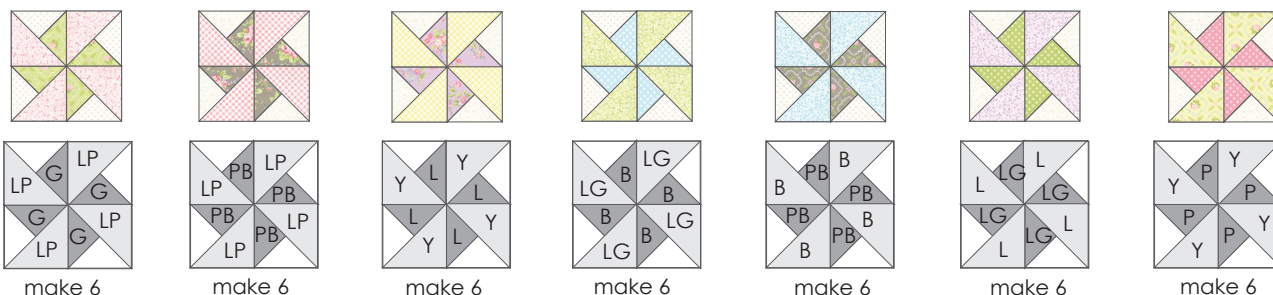 LP G LP G LP G LP G
PB LP LP PB PB LP LP PB
L Y Y L L Y Y L
B LG LG B B LG LG B
PB B B PB PB B B PB
LG L L LG LG L L LG
P Y Y P P Y Y P
make 6
make 6
make 6
make 6
make 6
make 6
make 6